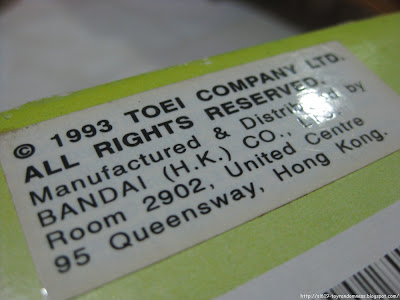 © 1993 TOEI COMPANY LTD.
ALL RIGHTS RESERVED.
Manufactured & Distributed by
BANDAI (H.K.) CO., LTD.
Room 2902, United Centre
95 Queensway, Hong Kong.